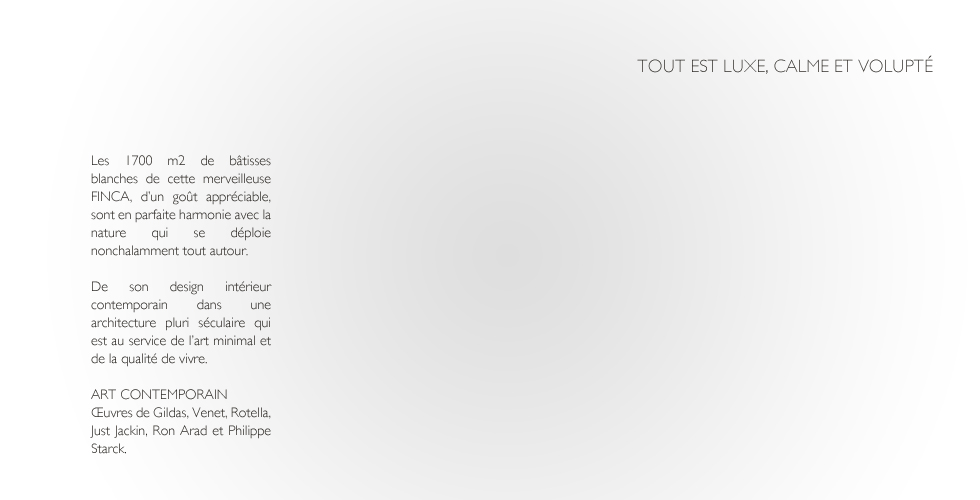 TOUT EST LUXE, CALME ET VOLUPTÉ
Les 1700 m2 de bâtisses
blanches de cette merveilleuse
FINCA, d'un goût appréciable,
sont en parfaite harmonie avec la
nature qui se déploie
nonchalamment tout autour.
De son design intérieur
contemporain dans une
architecture pluri séculaire qui
est au service de l'art minimal et
de la qualité de vivre.
ART CONTEMPORAIN
Œuvres de Gildas, Venet, Rotella,
Just Jackin, Ron Arad et Philippe
Starck.